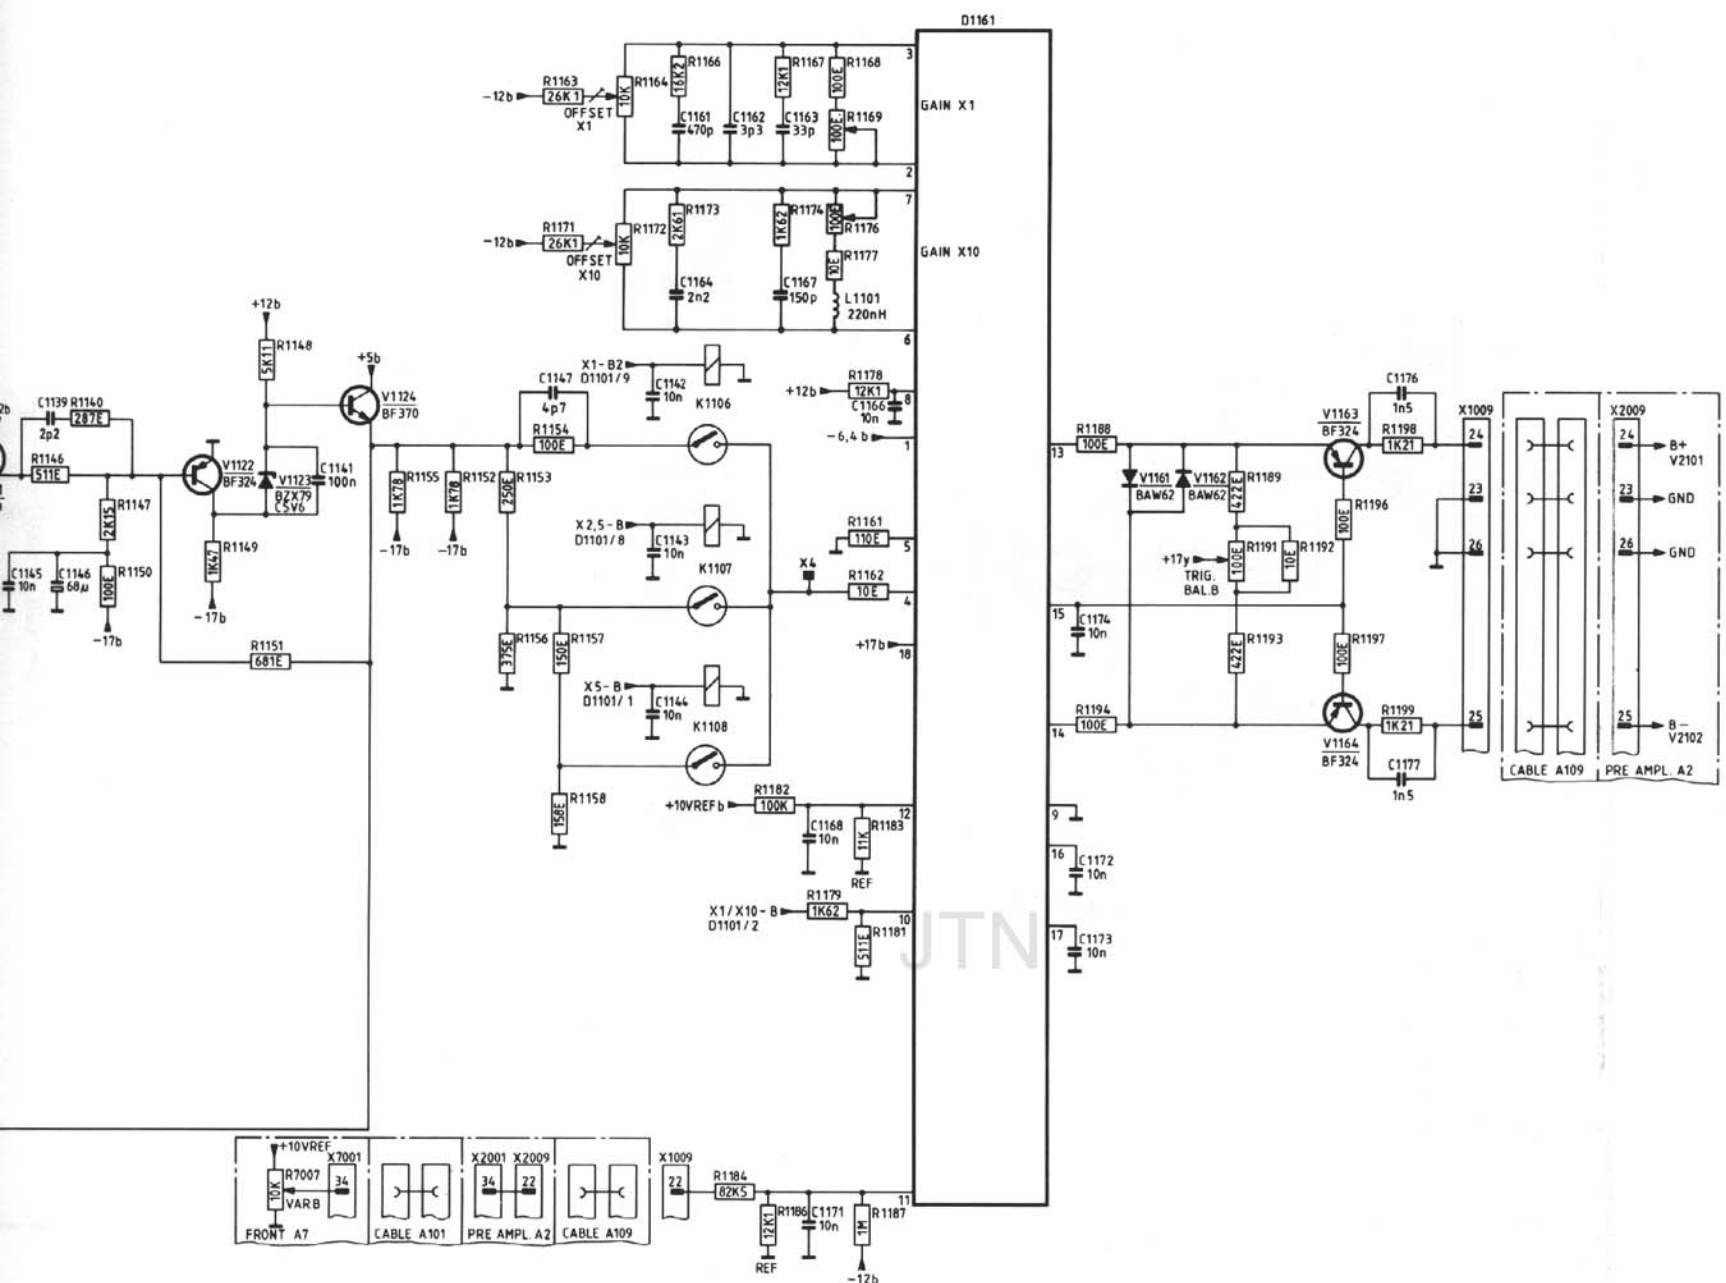 D1161
3
R1166
16K2
R1167
12K1
R1168
100E
R1163
-12b
26K1
R1164
10K
OFFSET
X1
C1161
470p
C1162
3p3
C1163
33p
R1169
100E
GAIN X1
2
7
R1173
2K61
R1174
1K62
100E
R1176
R1171
-12b
26K1
R1172
10K
OFFSET
X10
R1177
10E
GAIN X10
C1164
2n2
C1167
150p
L1101
220nH
6
+12b
R1148
5K11
+5b
V1124
BF370
C1139
2p2
R1140
287E
R1146
511E
V1122
BF324
V1123
BZX79
C5V6
C1141
100n
R1147
2K15
R1149
1K47
C1145
10n
C1146
68µ
R1150
100E
-17b
-17b
R1151
681E
R1155
1K78
-17b
R1152
1K78
-17b
R1153
250E
C1147
4p7
R1154
100E
X1-B2
D1101/9
C1142
10n
K1106
X2,5-B
D1101/8
C1143
10n
K1107
R1156
375E
R1157
150E
X5-B
D1101/1
C1144
10n
K1108
R1158
158E
R1178
+12b
12K1
8
C1166
10n
-6,4 b
1
R1161
110E
5
X4
R1162
10E
4
+17b
18
R1182
+10VREF b
100K
12
C1168
10n
R1183
11K
REF
R1179
X1/X10-B
D1101/2
1K62
10
R1181
511E
JTN
R1188
13
100E
V1161
BAW62
V1162
BAW62
R1189
422E
V1163
BF324
C1176
1n5
R1198
1K21
R1196
100E
+17y
TRIG.
BAL.B
R1191
100E
R1192
10E
15
C1174
10n
R1193
422E
R1197
100E
R1194
14
100E
V1164
BF324
R1199
1K21
C1177
1n5
X1009
24
23
26
25
CABLE A109
X2009
24
B+
V2101
23
GND
26
GND
25
B-
V2102
PRE AMPL. A2
9
16
C1172
10n
17
C1173
10n
+10VREF
R7007
10K
VAR.B
X7001
34
FRONT A7
CABLE A101
X2001
X2009
34
22
PRE AMPL. A2
CABLE A109
X1009
22
R1184
82K5
11
R1186
12K1
REF
C1171
10n
R1187
1M
-12b